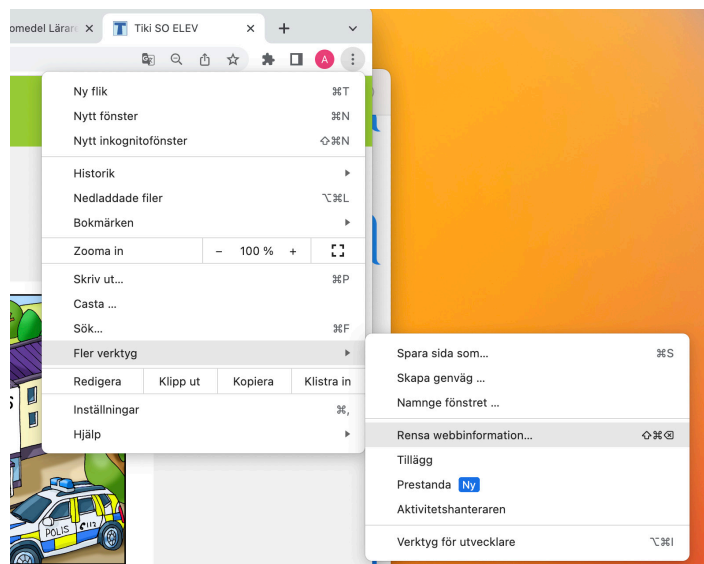 omedel Lärare
Tiki SO ELEV
A
Ny flik ⌘T
Nytt fönster ⌘N
Nytt inkognitofönster ⇧⌘N
Historik
Nedladdade filer ⌥⌘L
Bokmärken
Zooma in − 100 % +
Skriv ut... ⌘P
Casta ...
Sök... ⌘F
Fler verktyg
Redigera Klipp ut Kopiera Klistra in
Inställningar ⌘,
Hjälp
Spara sida som... ⌘S
Skapa genväg ...
Namnge fönstret ...
Rensa webbinformation... ⇧⌘⌫
Tillägg
Prestanda Ny
Aktivitetshanteraren
Verktyg för utvecklare ⌥⌘I
POLIS 112